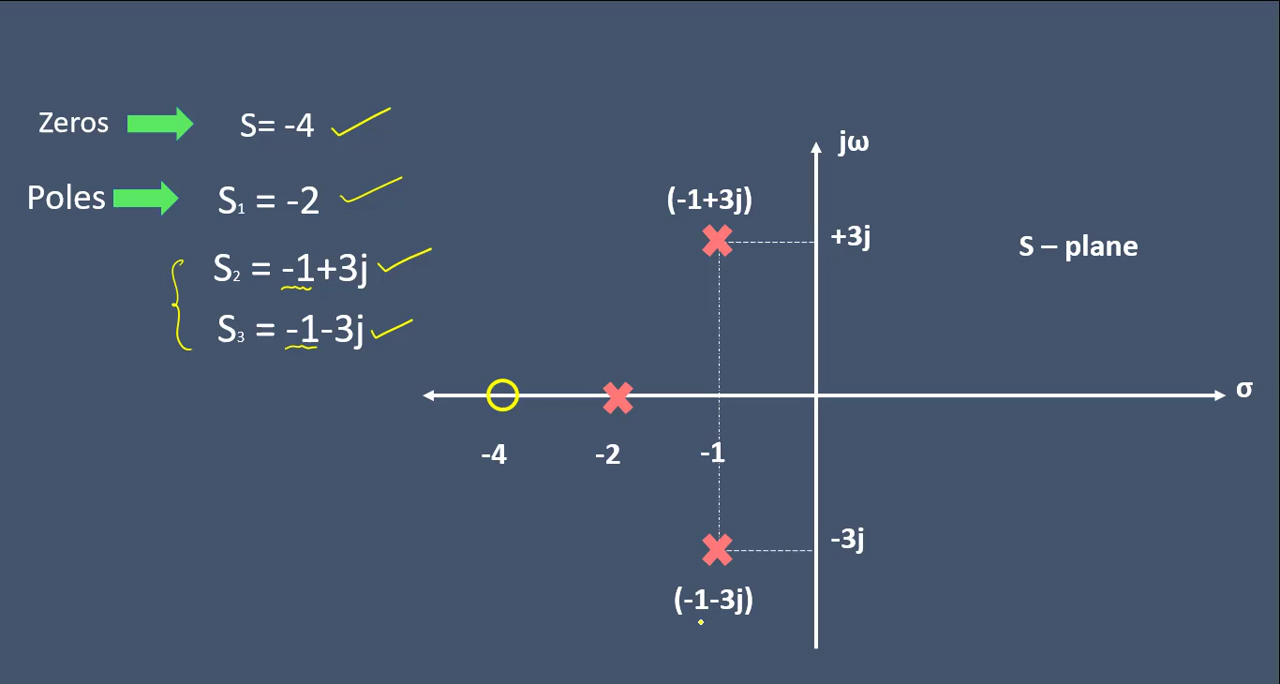 Zeros S= -4
Poles S₁ = -2
S₂ = -1+3j
S₃ = -1-3j
jω
(-1+3j)
+3j
S – plane
σ
-4 -2 -1
-3j
(-1-3j)